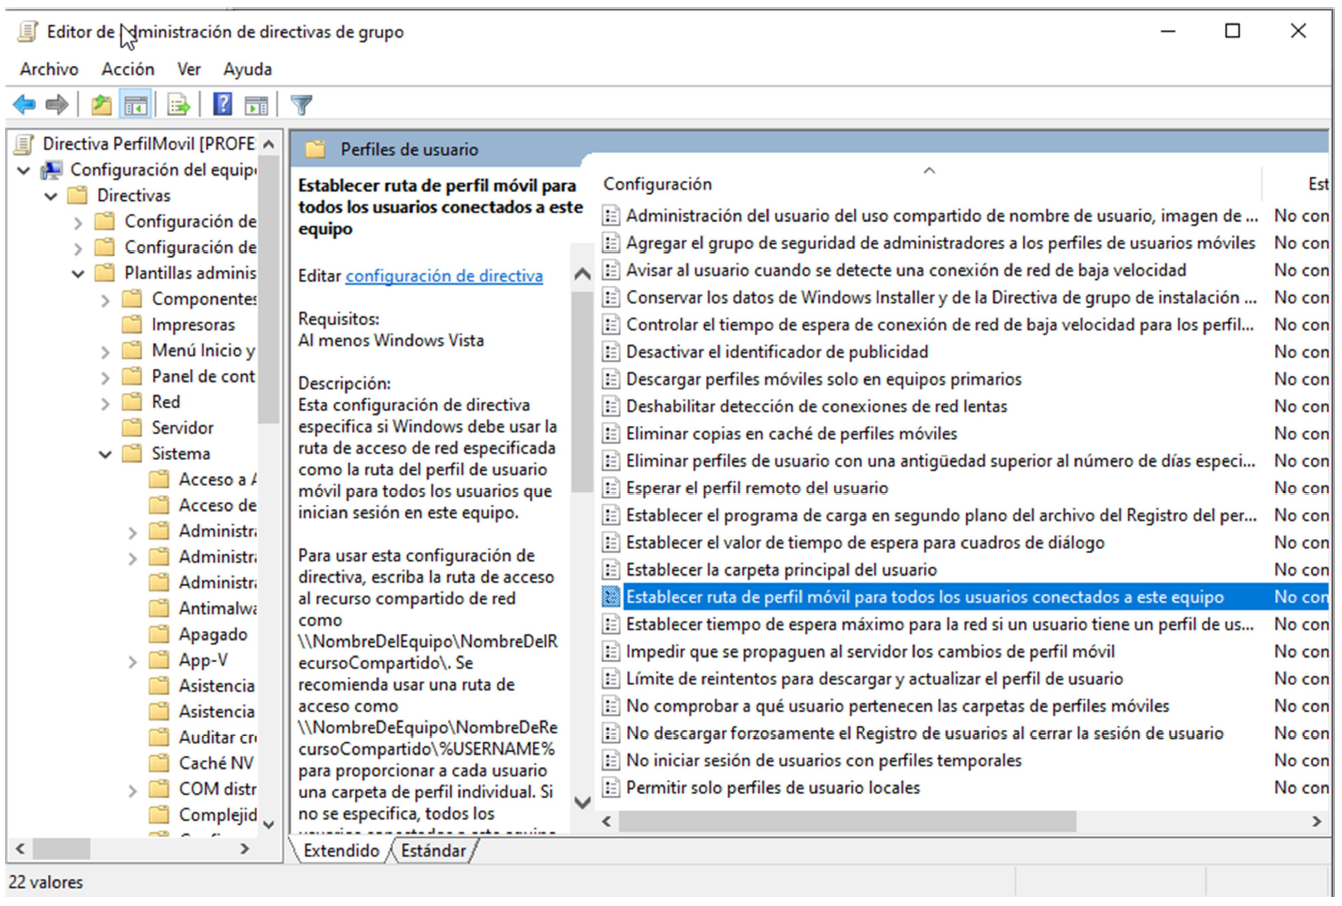 Editor de administración de directivas de grupo
Archivo Acción Ver Ayuda
Directiva PerfilMovil [PROFE
Configuración del equip
Directivas
Configuración de
Configuración de
Plantillas adminis
Componentes
Impresoras
Menú Inicio y
Panel de cont
Red
Servidor
Sistema
Acceso a A
Acceso de
Administra
Administra
Administra
Antimalwa
Apagado
App-V
Asistencia
Asistencia
Auditar cr
Caché NV
COM distr
Complejid
Perfiles de usuario
Establecer ruta de perfil móvil para
todos los usuarios conectados a este
equipo
Editar configuración de directiva
Requisitos:
Al menos Windows Vista
Descripción:
Esta configuración de directiva
especifica si Windows debe usar la
ruta de acceso de red especificada
como la ruta del perfil de usuario
móvil para todos los usuarios que
inician sesión en este equipo.
Para usar esta configuración de
directiva, escriba la ruta de acceso
al recurso compartido de red
como
\\NombreDelEquipo\NombreDelR
ecursoCompartido\. Se
recomienda usar una ruta de
acceso como
\\NombreDeEquipo\NombreDeRe
cursoCompartido\%USERNAME%
para proporcionar a cada usuario
una carpeta de perfil individual. Si
no se especifica, todos los
Configuración Est
Administración del usuario del uso compartido de nombre de usuario, imagen de ... No con
Agregar el grupo de seguridad de administradores a los perfiles de usuarios móviles No con
Avisar al usuario cuando se detecte una conexión de red de baja velocidad No con
Conservar los datos de Windows Installer y de la Directiva de grupo de instalación ... No con
Controlar el tiempo de espera de conexión de red de baja velocidad para los perfil... No con
Desactivar el identificador de publicidad No con
Descargar perfiles móviles solo en equipos primarios No con
Deshabilitar detección de conexiones de red lentas No con
Eliminar copias en caché de perfiles móviles No con
Eliminar perfiles de usuario con una antigüedad superior al número de días especi... No con
Esperar el perfil remoto del usuario No con
Establecer el programa de carga en segundo plano del archivo del Registro del per... No con
Establecer el valor de tiempo de espera para cuadros de diálogo No con
Establecer la carpeta principal del usuario No con
Establecer ruta de perfil móvil para todos los usuarios conectados a este equipo No con
Establecer tiempo de espera máximo para la red si un usuario tiene un perfil de us... No con
Impedir que se propaguen al servidor los cambios de perfil móvil No con
Límite de reintentos para descargar y actualizar el perfil de usuario No con
No comprobar a qué usuario pertenecen las carpetas de perfiles móviles No con
No descargar forzosamente el Registro de usuarios al cerrar la sesión de usuario No con
No iniciar sesión de usuarios con perfiles temporales No con
Permitir solo perfiles de usuario locales No con
Extendido Estándar
22 valores